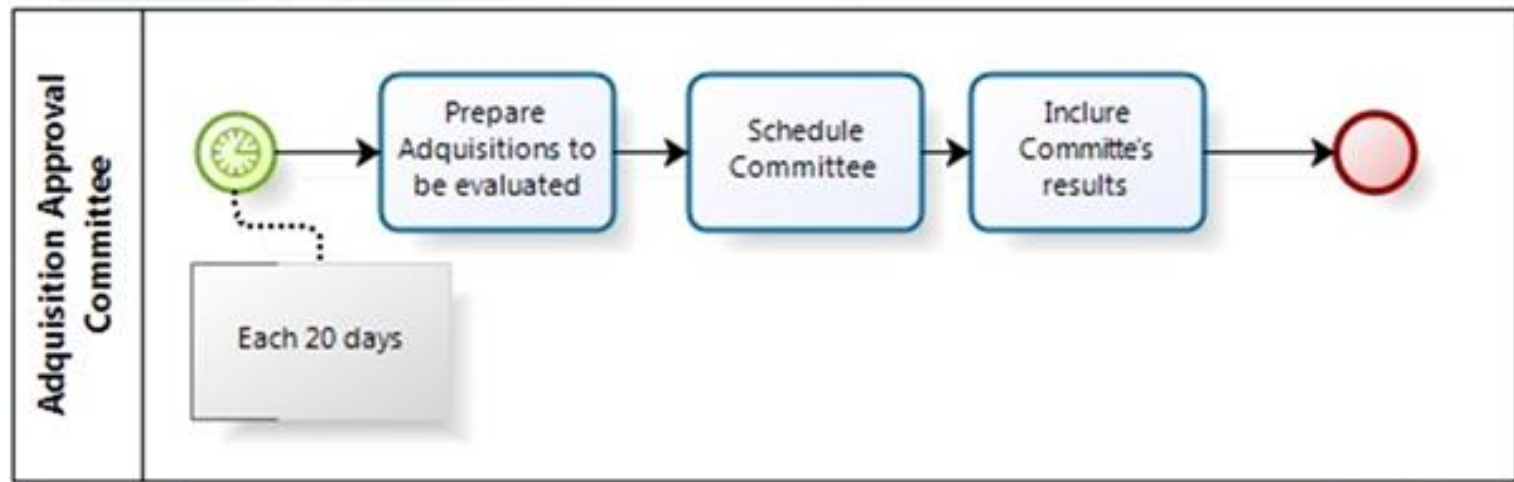 Adquisition Approval
Committee
Prepare
Adquisitions to
be evaluated
Schedule
Committee
Inclure
Committe's
results
Each 20 days